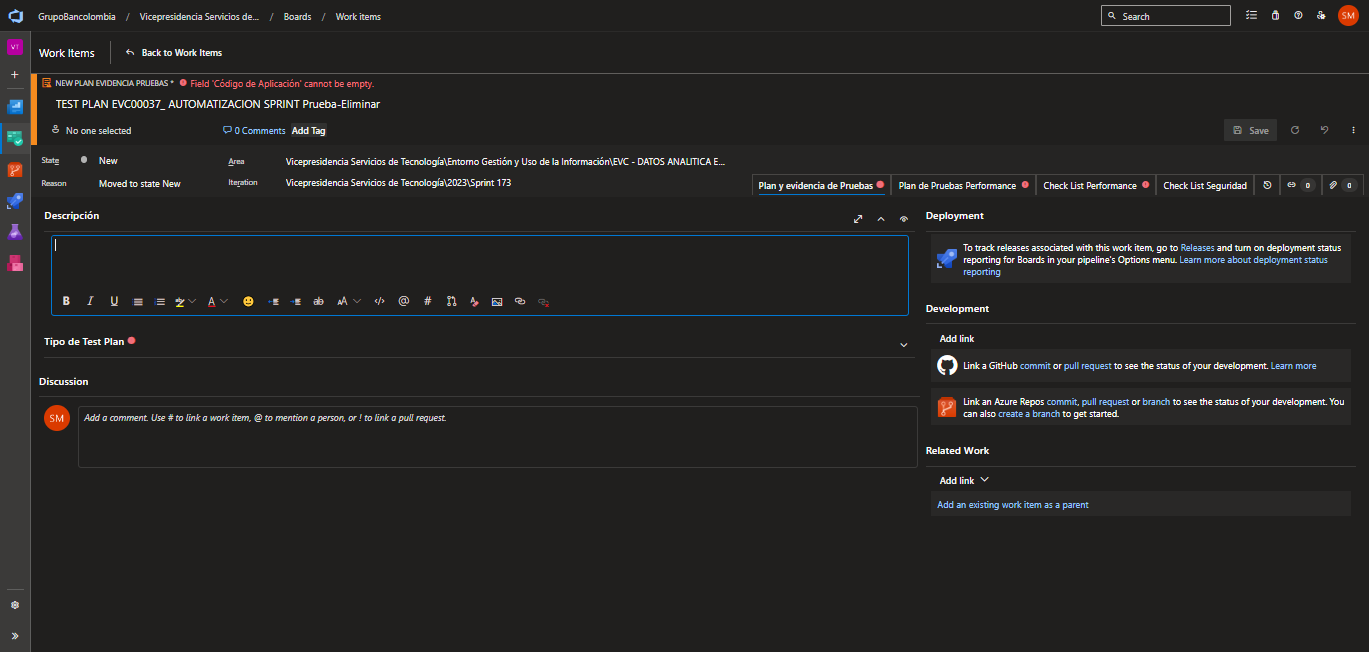 GrupoBancolombia / Vicepresidencia Servicios de... / Boards / Work items
Search
SM
VT
Work Items
Back to Work Items
NEW PLAN EVIDENCIA PRUEBAS * Field 'Código de Aplicación' cannot be empty.
TEST PLAN EVC00037_ AUTOMATIZACION SPRINT Prueba-Eliminar
No one selected
0 Comments
Add Tag
Save
State
New
Area
Vicepresidencia Servicios de Tecnología\Entorno Gestión y Uso de la Información\EVC - DATOS ANALITICA E...
Reason
Moved to state New
Iteration
Vicepresidencia Servicios de Tecnología\2023\Sprint 173
Plan y evidencia de Pruebas
Plan de Pruebas Performance
Check List Performance
Check List Seguridad
0
0
Descripción
B I U
A
ab
AA
</>
@
#
Tipo de Test Plan
Discussion
SM
Add a comment. Use # to link a work item, @ to mention a person, or ! to link a pull request.
Deployment
To track releases associated with this work item, go to Releases and turn on deployment status
reporting for Boards in your pipeline's Options menu. Learn more about deployment status
reporting
Development
Add link
Link a GitHub commit or pull request to see the status of your development. Learn more
Link an Azure Repos commit, pull request or branch to see the status of your development. You
can also create a branch to get started.
Related Work
Add link
Add an existing work item as a parent